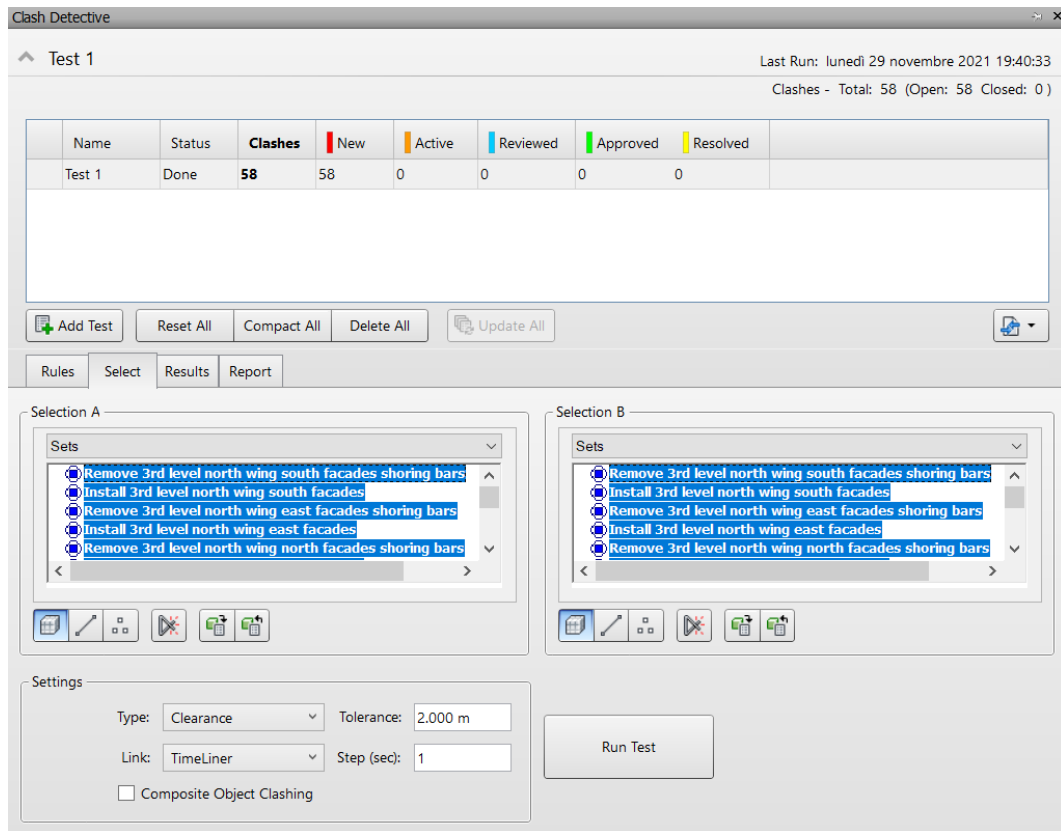 Clash Detective
Test 1
Last Run: lunedì 29 novembre 2021 19:40:33
Clashes - Total: 58 (Open: 58 Closed: 0 )
Name Status Clashes New Active Reviewed Approved Resolved
Test 1 Done 58 58 0 0 0 0
Add Test Reset All Compact All Delete All Update All
Rules Select Results Report
Selection A
Sets
Remove 3rd level north wing south facades shoring bars
Install 3rd level north wing south facades
Remove 3rd level north wing east facades shoring bars
Install 3rd level north wing east facades
Remove 3rd level north wing north facades shoring bars
Selection B
Sets
Remove 3rd level north wing south facades shoring bars
Install 3rd level north wing south facades
Remove 3rd level north wing east facades shoring bars
Install 3rd level north wing east facades
Remove 3rd level north wing north facades shoring bars
Settings
Type: Clearance Tolerance: 2.000 m
Link: TimeLiner Step (sec): 1
Composite Object Clashing
Run Test